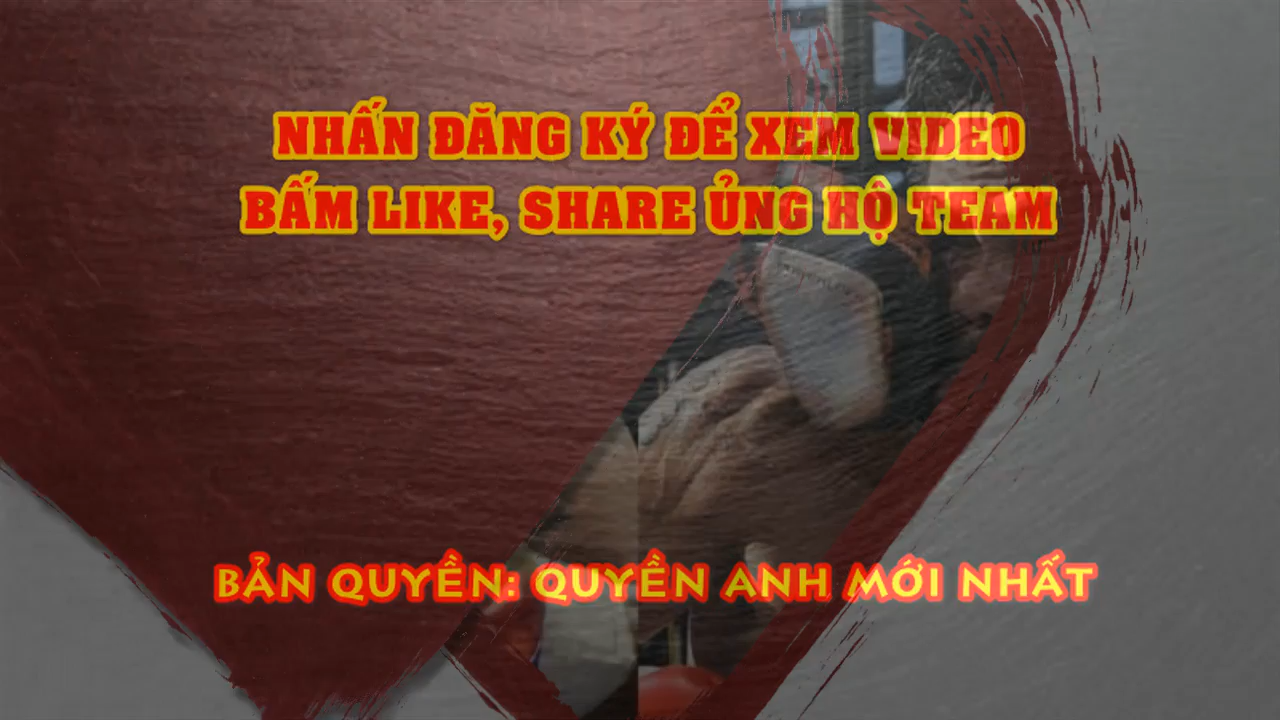 NHẤN ĐĂNG KÝ ĐỂ XEM VIDEO
BẤM LIKE, SHARE ỦNG HỘ TEAM
BẢN QUYỀN: QUYỀN ANH MỚI NHẤT